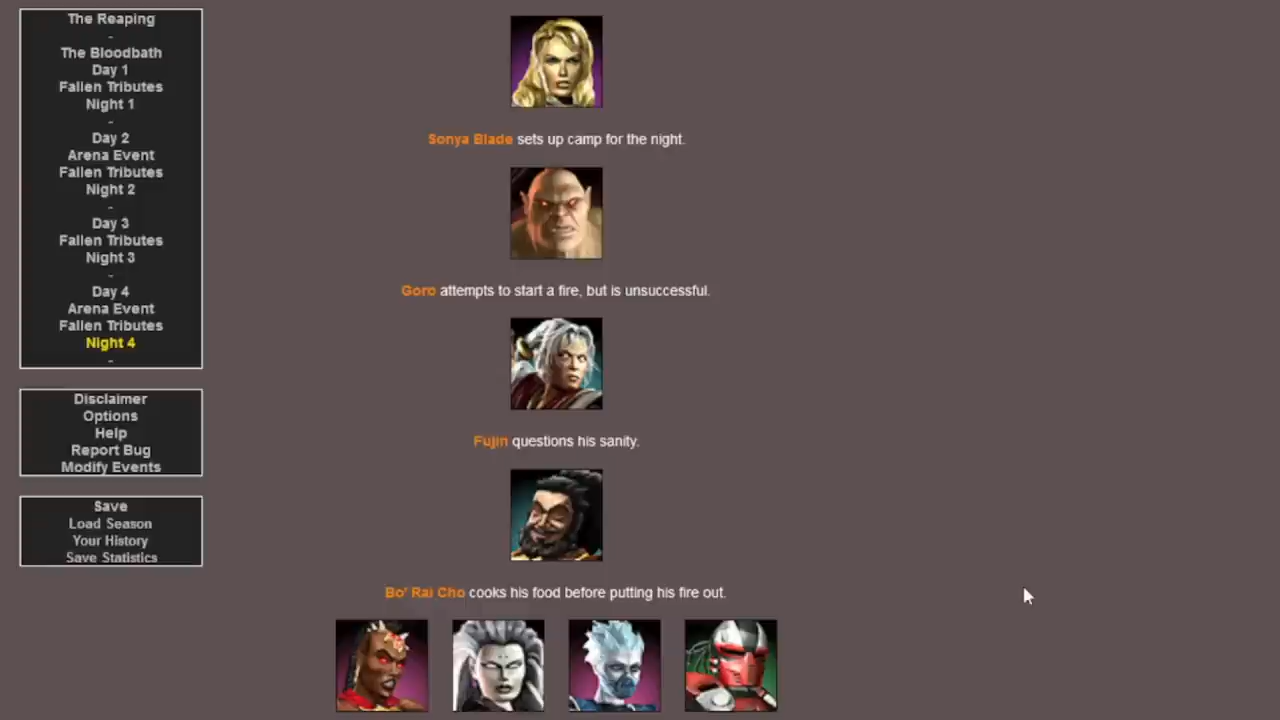 The Reaping
-
The Bloodbath
Day 1
Fallen Tributes
Night 1
-
Day 2
Arena Event
Fallen Tributes
Night 2
-
Day 3
Fallen Tributes
Night 3
-
Day 4
Arena Event
Fallen Tributes
Night 4
-
Disclaimer
Options
Help
Report Bug
Modify Events
Save
Load Season
Your History
Save Statistics
Sonya Blade sets up camp for the night.
Goro attempts to start a fire, but is unsuccessful.
Fujin questions his sanity.
Bo' Rai Cho cooks his food before putting his fire out.